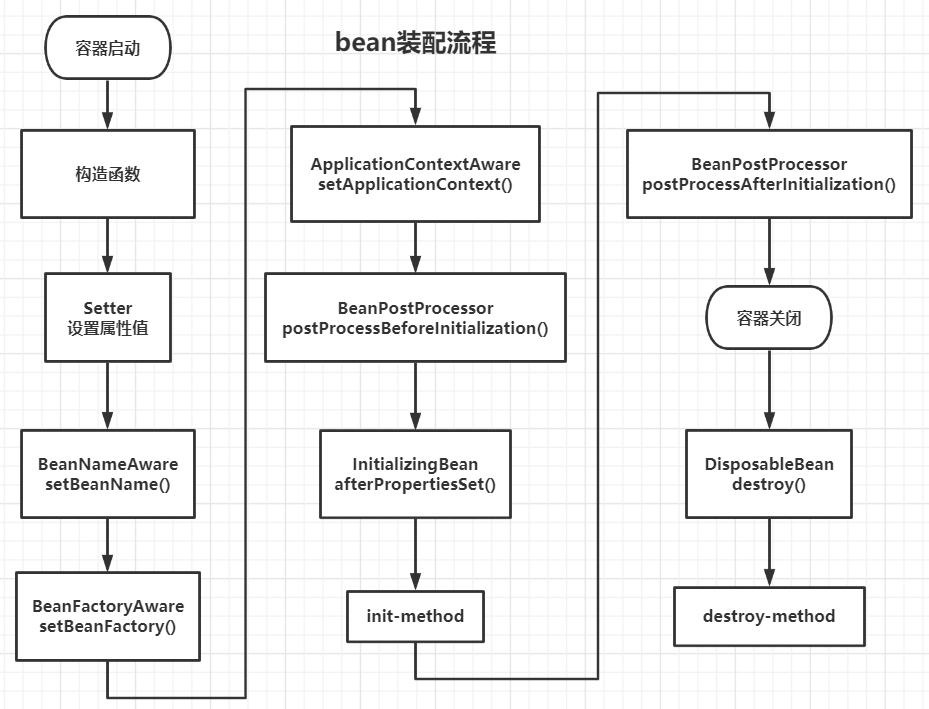 bean装配流程
容器启动
构造函数
Setter
设置属性值
BeanNameAware
setBeanName()
BeanFactoryAware
setBeanFactory()
ApplicationContextAware
setApplicationContext()
BeanPostProcessor
postProcessBeforeInitialization()
InitializingBean
afterPropertiesSet()
init-method
BeanPostProcessor
postProcessAfterInitialization()
容器关闭
DisposableBean
destroy()
destroy-method